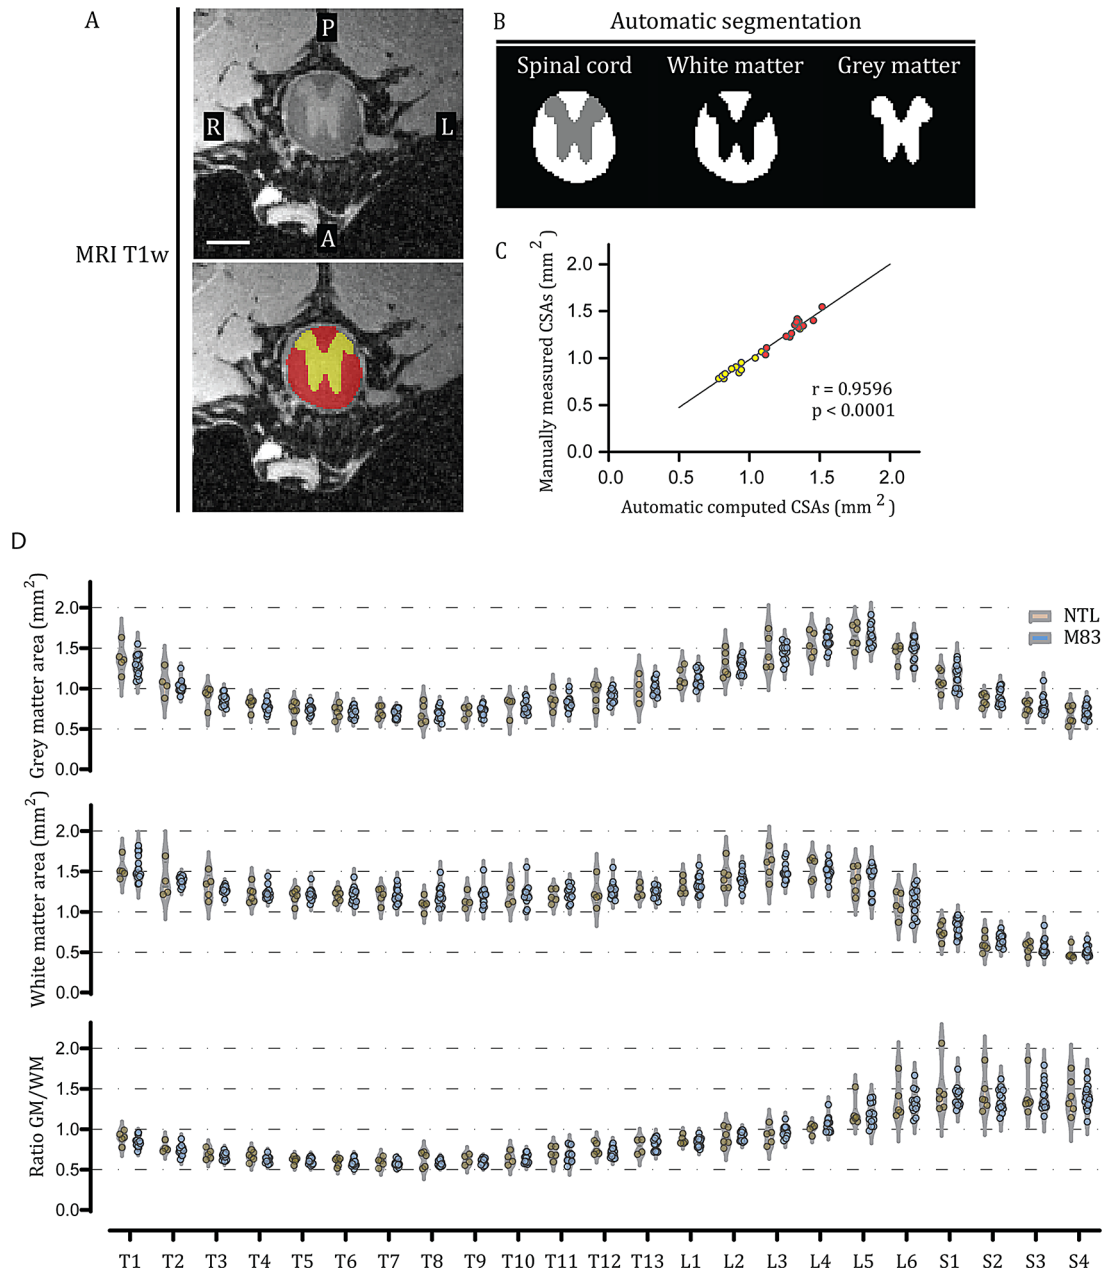 A
P
R
L
A
MRI T1w
B
Automatic segmentation
Spinal cord
White matter
Grey matter
C
Manually measured CSAs (mm 2)
2.0
1.5
1.0
0.5
0.0
r = 0.9596
p < 0.0001
0.0 0.5 1.0 1.5 2.0
Automatic computed CSAs (mm 2)
D
Grey matter area (mm2)
2.0
1.5
1.0
0.5
0.0
NTL
M83
White matter area (mm2)
2.0
1.5
1.0
0.5
0.0
Ratio GM/WM
2.0
1.5
1.0
0.5
0.0
T1 T2 T3 T4 T5 T6 T7 T8 T9 T10 T11 T12 T13 L1 L2 L3 L4 L5 L6 S1 S2 S3 S4